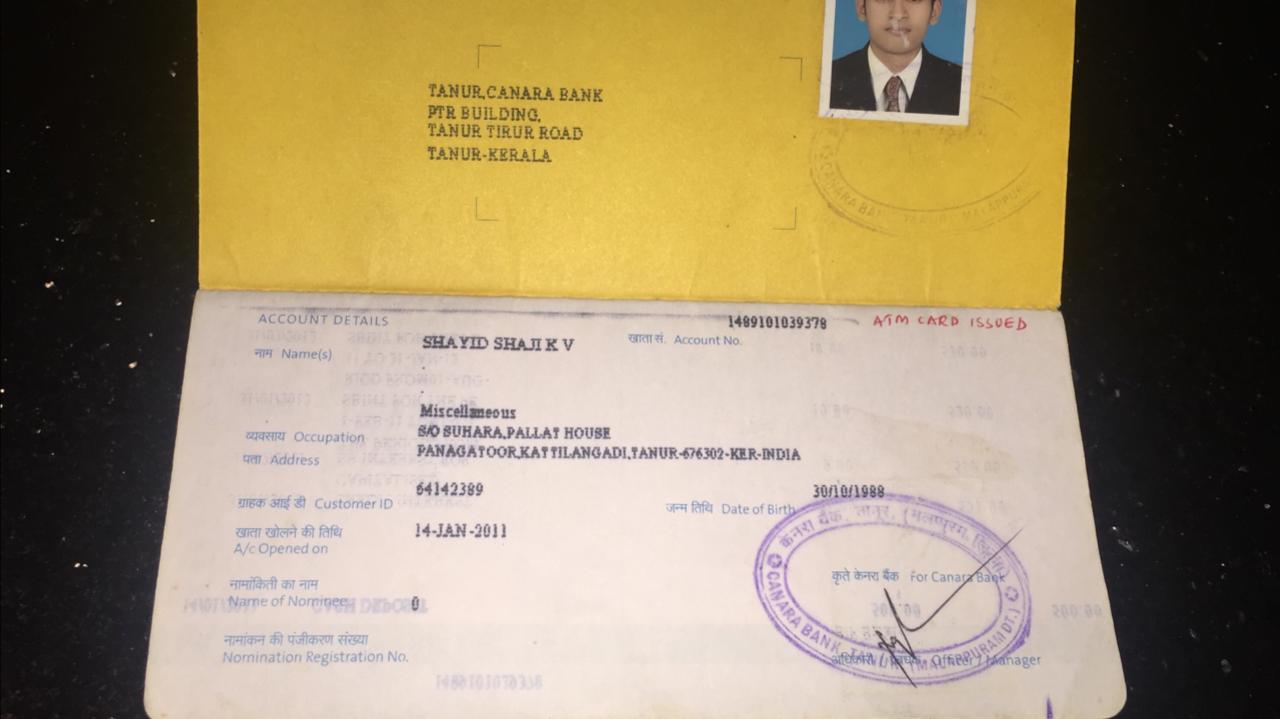 TANUR,CANARA BANK
PTR BUILDING,
TANUR TIRUR ROAD
TANUR-KERALA
CANARA BANK MALAPPURAM
ACCOUNT DETAILS
1489101039378
ATM CARD ISSUED
नाम Name(s) SHAYID SHAJI K V
खाता सं. Account No.
Miscellaneous
व्यवसाय Occupation S/O SUHARA,PALLAT HOUSE
पता Address PANAGATOOR,KATTILANGADI,TANUR-676302-KER-INDIA
ग्राहक आई डी Customer ID 64142389
जन्म तिथि Date of Birth 30/10/1988
खाता खोलने की तिथि 14-JAN-2011
A/c Opened on
केनरा बैंक, तानुर, (मलप्पुरम,
कृते केनरा बैंक For Canara Bank
नामांकिती का नाम
Name of Nominee 0
नामांकन की पंजीकरण संख्या
Nomination Registration No.
CANARA BANK, TANUR (MALAPPURAM DT.)
अधिकारी / प्रबंधक Officer / Manager